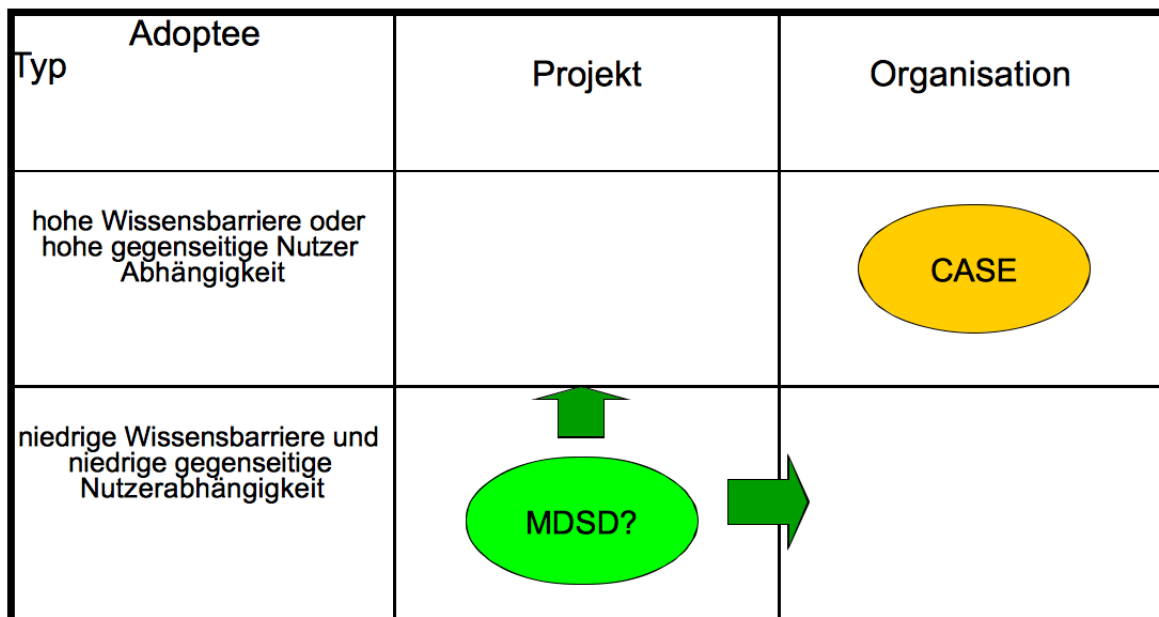 Adoptee
Typ
Projekt
Organisation
hohe Wissensbarriere oder
hohe gegenseitige Nutzer
Abhängigkeit
CASE
niedrige Wissensbarriere und
niedrige gegenseitige
Nutzerabhängigkeit
MDSD?